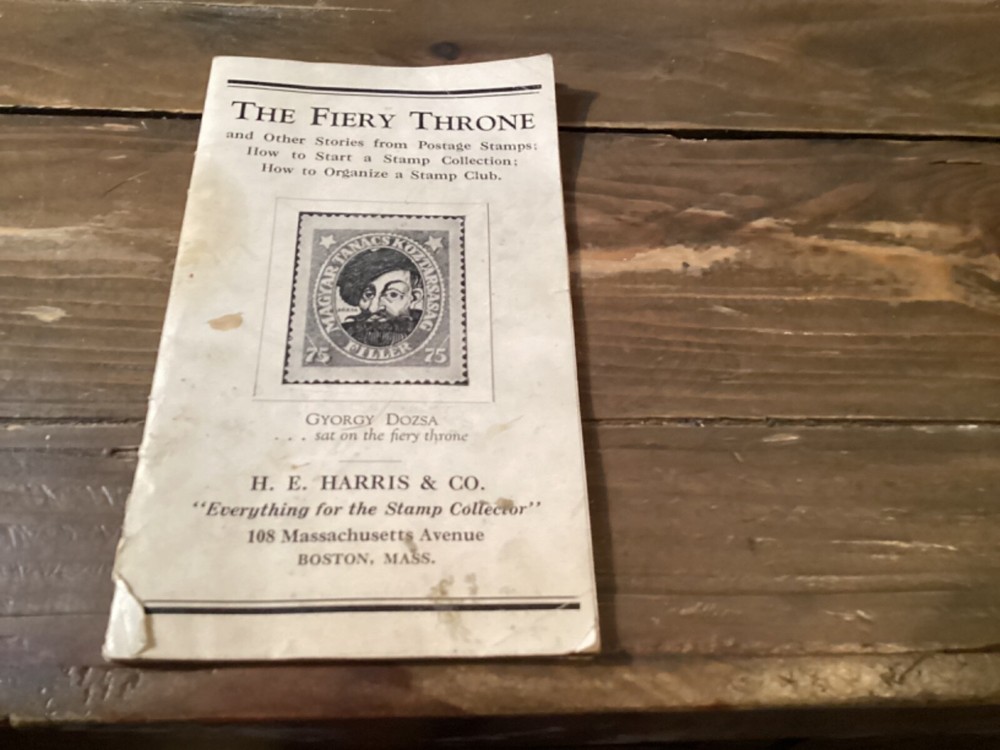 THE FIERY THRONE
and Other Stories from Postage Stamps;
How to Start a Stamp Collection;
How to Organize a Stamp Club.
MAGYAR TANÁCSKÖZTÁRSASÁG
DÓZSA
FILLÉR
75 75
GYORGY DOZSA
. . . sat on the fiery throne
H. E. HARRIS & CO.
"Everything for the Stamp Collector"
108 Massachusetts Avenue
BOSTON, MASS.